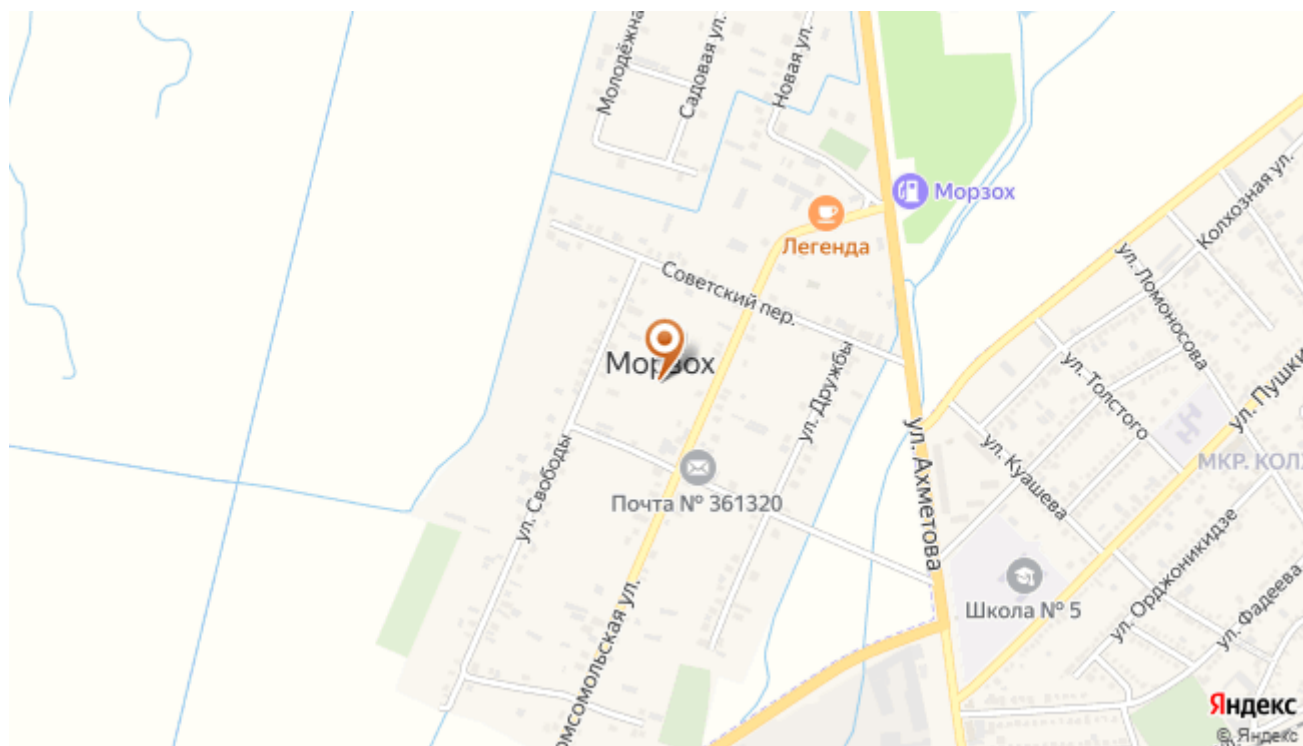 Молодёжна
Садовая ул.
Новая ул.
Морзох
Легенда
Колхозная ул.
ул. Ломоносова
Советский пер.
Морзох
ул. Дружбы
ул. Толстого
ул. Пушки
ул. Ахметова
ул. Куашева
МКР. КОЛХ
ул. Свободы
Почта № 361320
ул. Орджоникидзе
Школа № 5
ул. Фадеева
омсомольская ул.
Яндекс
© Яндекс